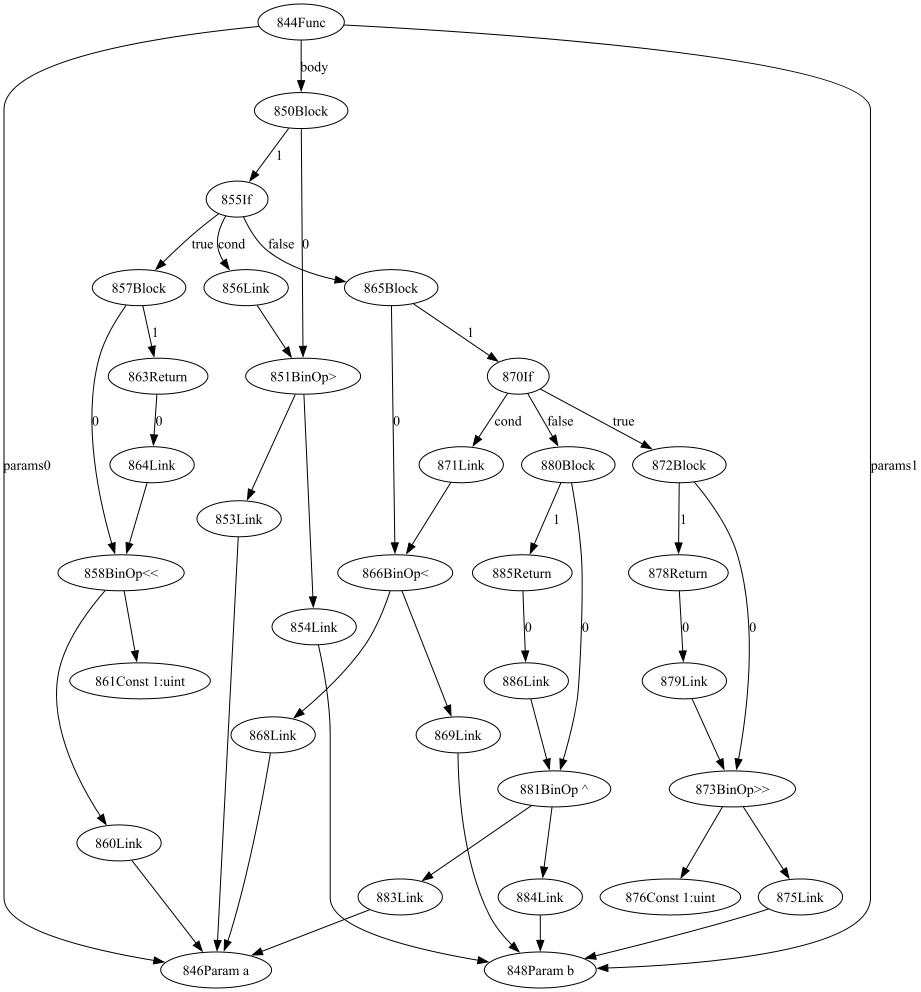 844Func
body
850Block
1
855If
true
cond
false
0
857Block
856Link
865Block
1
1
863Return
851BinOp>
870If
0
0
0
cond
false
true
params0
864Link
871Link
880Block
872Block
params1
853Link
1
1
858BinOp<<
866BinOp<
885Return
878Return
854Link
0
0
0
0
861Const 1:uint
886Link
879Link
868Link
869Link
881BinOp ^
873BinOp>>
860Link
883Link
884Link
876Const 1:uint
875Link
846Param a
848Param b